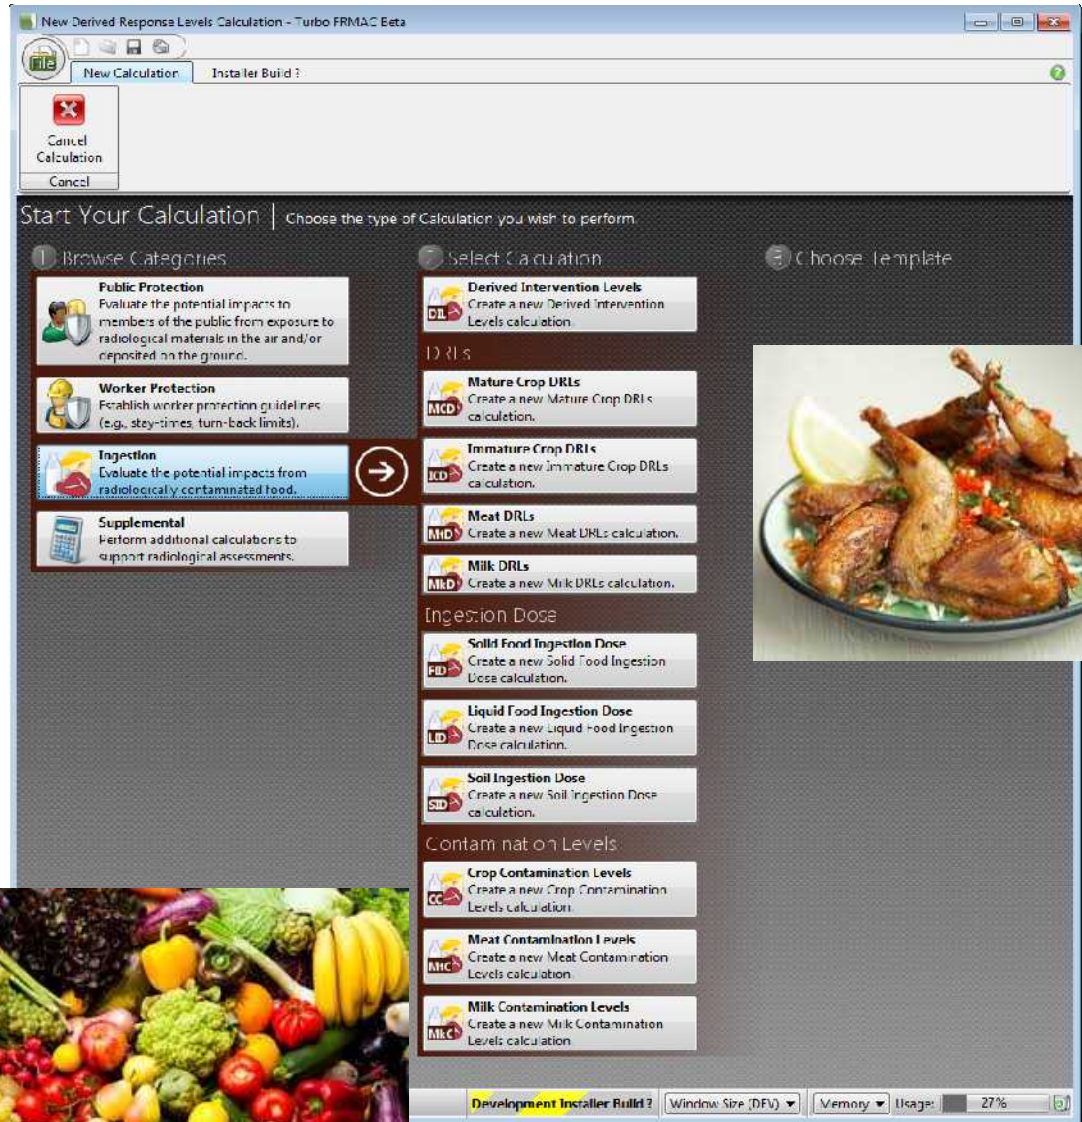 New Derived Response Levels Calculation - Turbo FRMAC Beta
File
New Calculation
Installer Build ?
Cancel
Calculation
Cancel
Start Your Calculation | Choose the type of Calculation you wish to perform.
1 Browse Categories
Public Protection
Evaluate the potential impacts to
members of the public from exposure to
radiological materials in the air and/or
deposited on the ground.
Worker Protection
Establish worker protection guidelines
(e.g., stay-times, turn-back limits).
Ingestion
Evaluate the potential impacts from
radiologically contaminated food.
Supplemental
Perform additional calculations to
support radiological assessments.
2 Select Calculation
DIL
Derived Intervention Levels
Create a new Derived Intervention
Levels calculation.
DRLs
MCD
Mature Crop DRLs
Create a new Mature Crop DRLs
calculation.
ICD
Immature Crop DRLs
Create a new Immature Crop DRLs
calculation.
MtD
Meat DRLs
Create a new Meat DRLs calculation.
MkD
Milk DRLs
Create a new Milk DRLs calculation.
Ingestion Dose
FID
Solid Food Ingestion Dose
Create a new Solid Food Ingestion
Dose calculation.
LID
Liquid Food Ingestion Dose
Create a new Liquid Food Ingestion
Dose calculation.
SID
Soil Ingestion Dose
Create a new Soil Ingestion Dose
calculation.
Contamination Levels
CC
Crop Contamination Levels
Create a new Crop Contamination
Levels calculation.
MtC
Meat Contamination Levels
Create a new Meat Contamination
Levels calculation.
MkC
Milk Contamination Levels
Create a new Milk Contamination
Levels calculation.
3 Choose Template
Development Installer Build ?
Window Size (DEV)
Memory
Usage:
27%